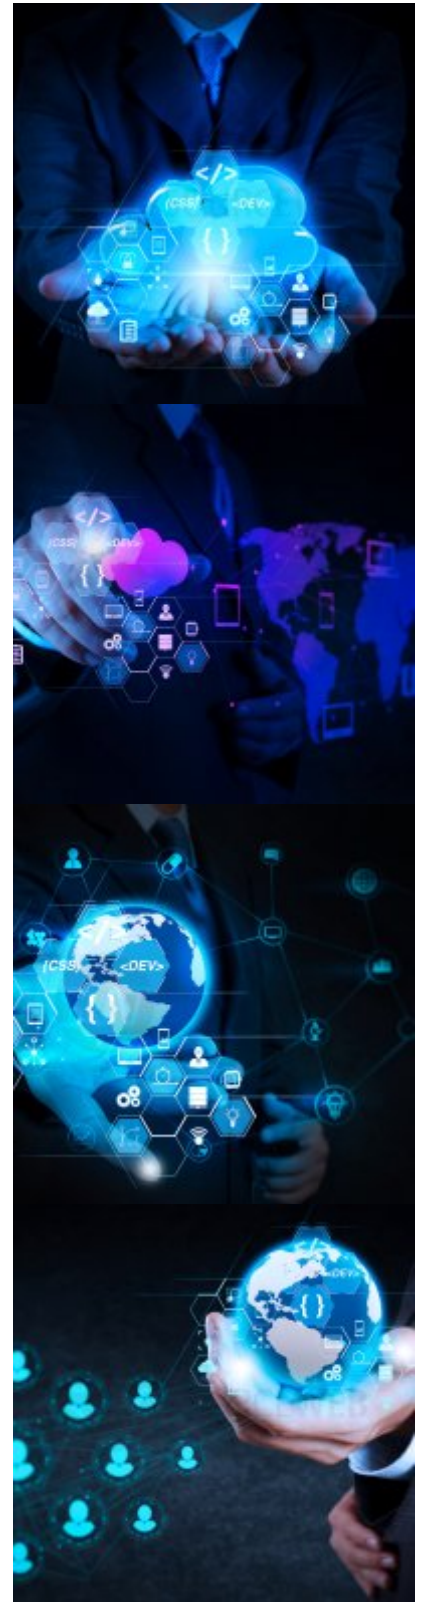 </>
{CSS} <DEV>
{ }
</>
{CSS} <DEV>
{ }
</>
{CSS} <DEV>
{ }
</>
<DEV>
{ }